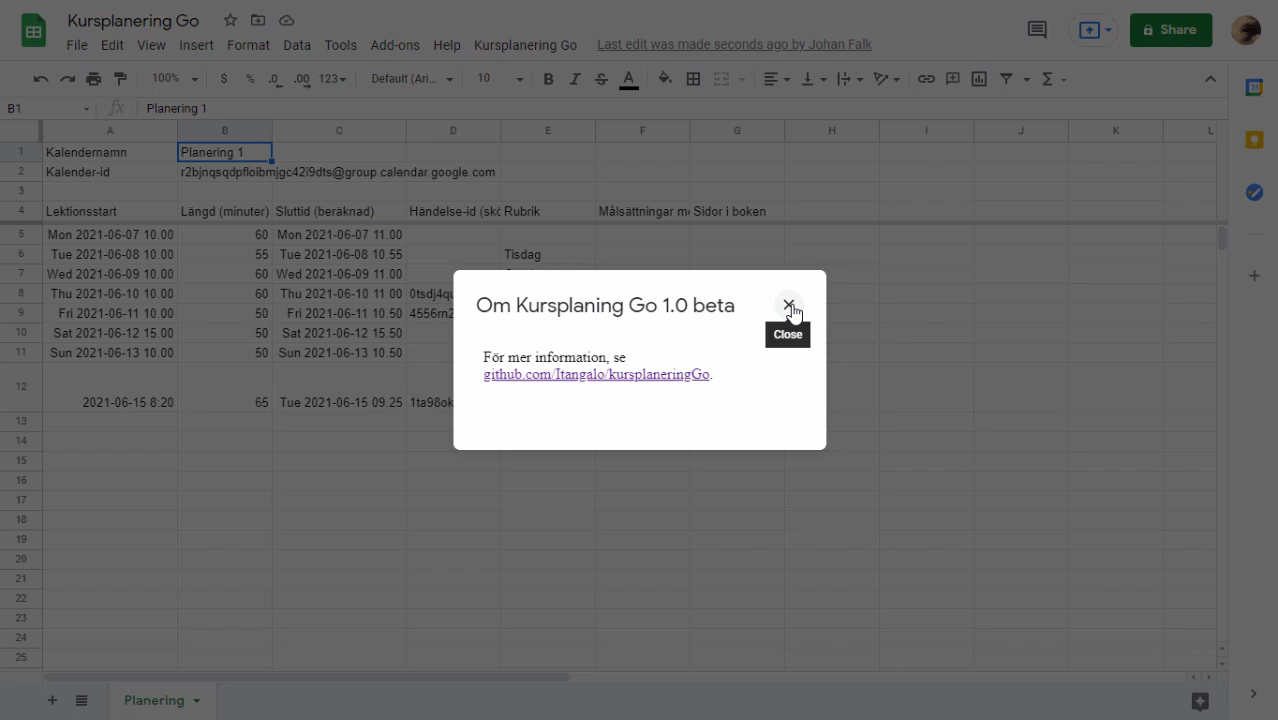 Kursplanering Go
File Edit View Insert Format Data Tools Add-ons Help Kursplanering Go Last edit was made seconds ago by Johan Falk
Share
100% $ % .0 .00 123 Default (Ari... 10 B I S A
B1 fx Planering 1
A B C D E F G H I J K L
1 Kalendernamn Planering 1
2 Kalender-id r2bjnqsqdpfloibmjgc42i9dts@group.calendar.google.com
3
4 Lektionsstart Längd (minuter) Sluttid (beräknad) Händelse-id (skö Rubrik Målsättningar me Sidor i boken
5 Mon 2021-06-07 10.00 60 Mon 2021-06-07 11.00
6 Tue 2021-06-08 10.00 55 Tue 2021-06-08 10.55 Tisdag
7 Wed 2021-06-09 10.00 60 Wed 2021-06-09 11.00
8 Thu 2021-06-10 10.00 60 Thu 2021-06-10 11.00 0tsdj4qu
9 Fri 2021-06-11 10.00 50 Fri 2021-06-11 10.50 4556rn2
10 Sat 2021-06-12 15.00 50 Sat 2021-06-12 15.50
11 Sun 2021-06-13 10.00 50 Sun 2021-06-13 10.50
12 2021-06-15 8:20 65 Tue 2021-06-15 09.25 1ta98ok
13
14
15
16
17
18
19
20
21
22
23
24
25
Om Kursplaning Go 1.0 beta
Close
För mer information, se
github.com/Itangalo/kursplaneringGo.
Planering